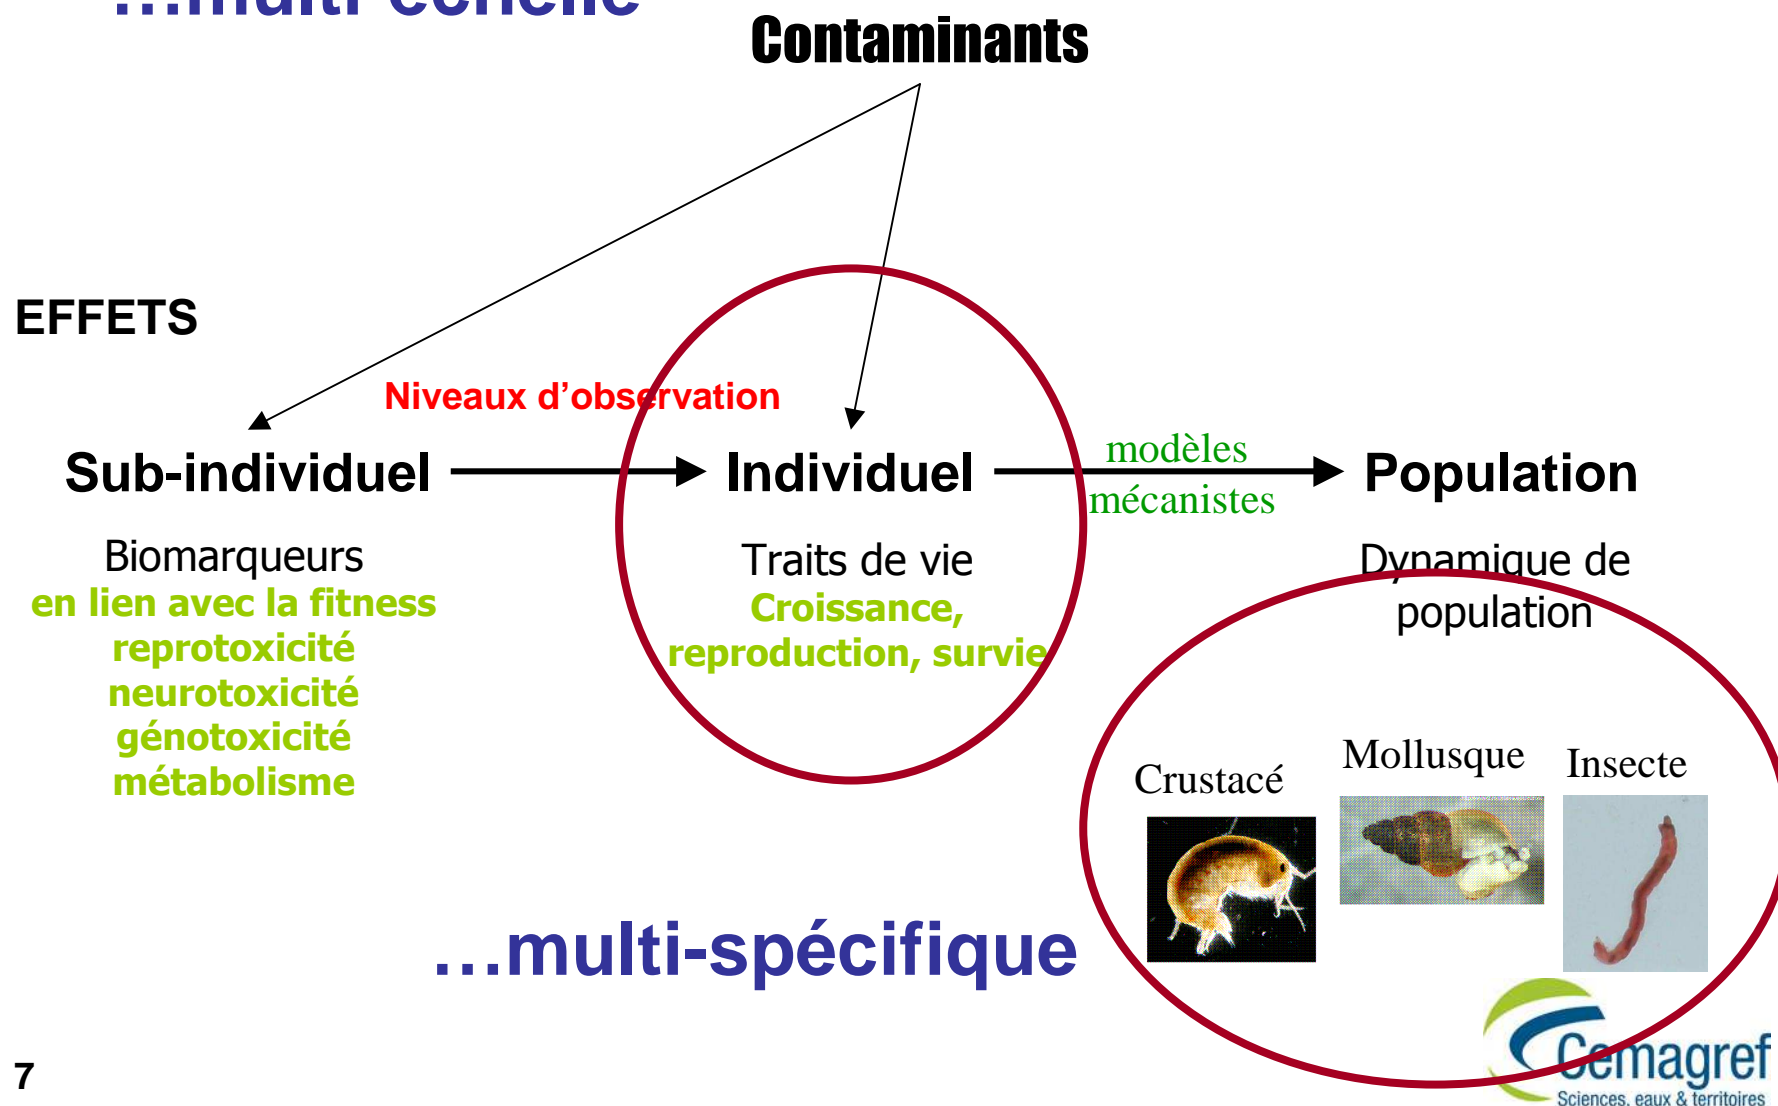 …multi-échelle
Contaminants
EFFETS
Niveaux d’observation
Sub-individuel
Individuel
modèles
mécanistes
Population
Biomarqueurs
en lien avec la fitness
reprotoxicité
neurotoxicité
génotoxicité
métabolisme
Traits de vie
Croissance,
reproduction, survie
Dynamique de
population
Crustacé
Mollusque
Insecte
…multi-spécifique
Cemagref
Sciences, eaux & territoires
7